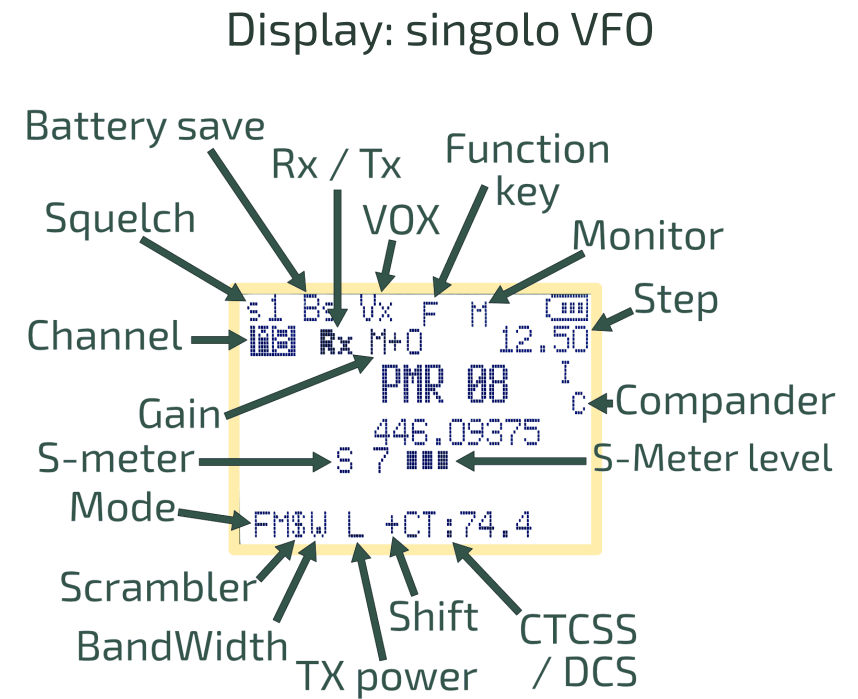 Display: singolo VFO
Battery save
Rx / Tx
Function
key
Squelch
VOX
Monitor
Step
s1 Bs Vx F M
Channel
18 Rx M+0 12.50
PMR 08 I
Compander
C
Gain
446.09375
S-meter
S 7
S-Meter level
Mode
FM$W L +CT:74.4
Scrambler
Shift
CTCSS
/ DCS
BandWidth
TX power